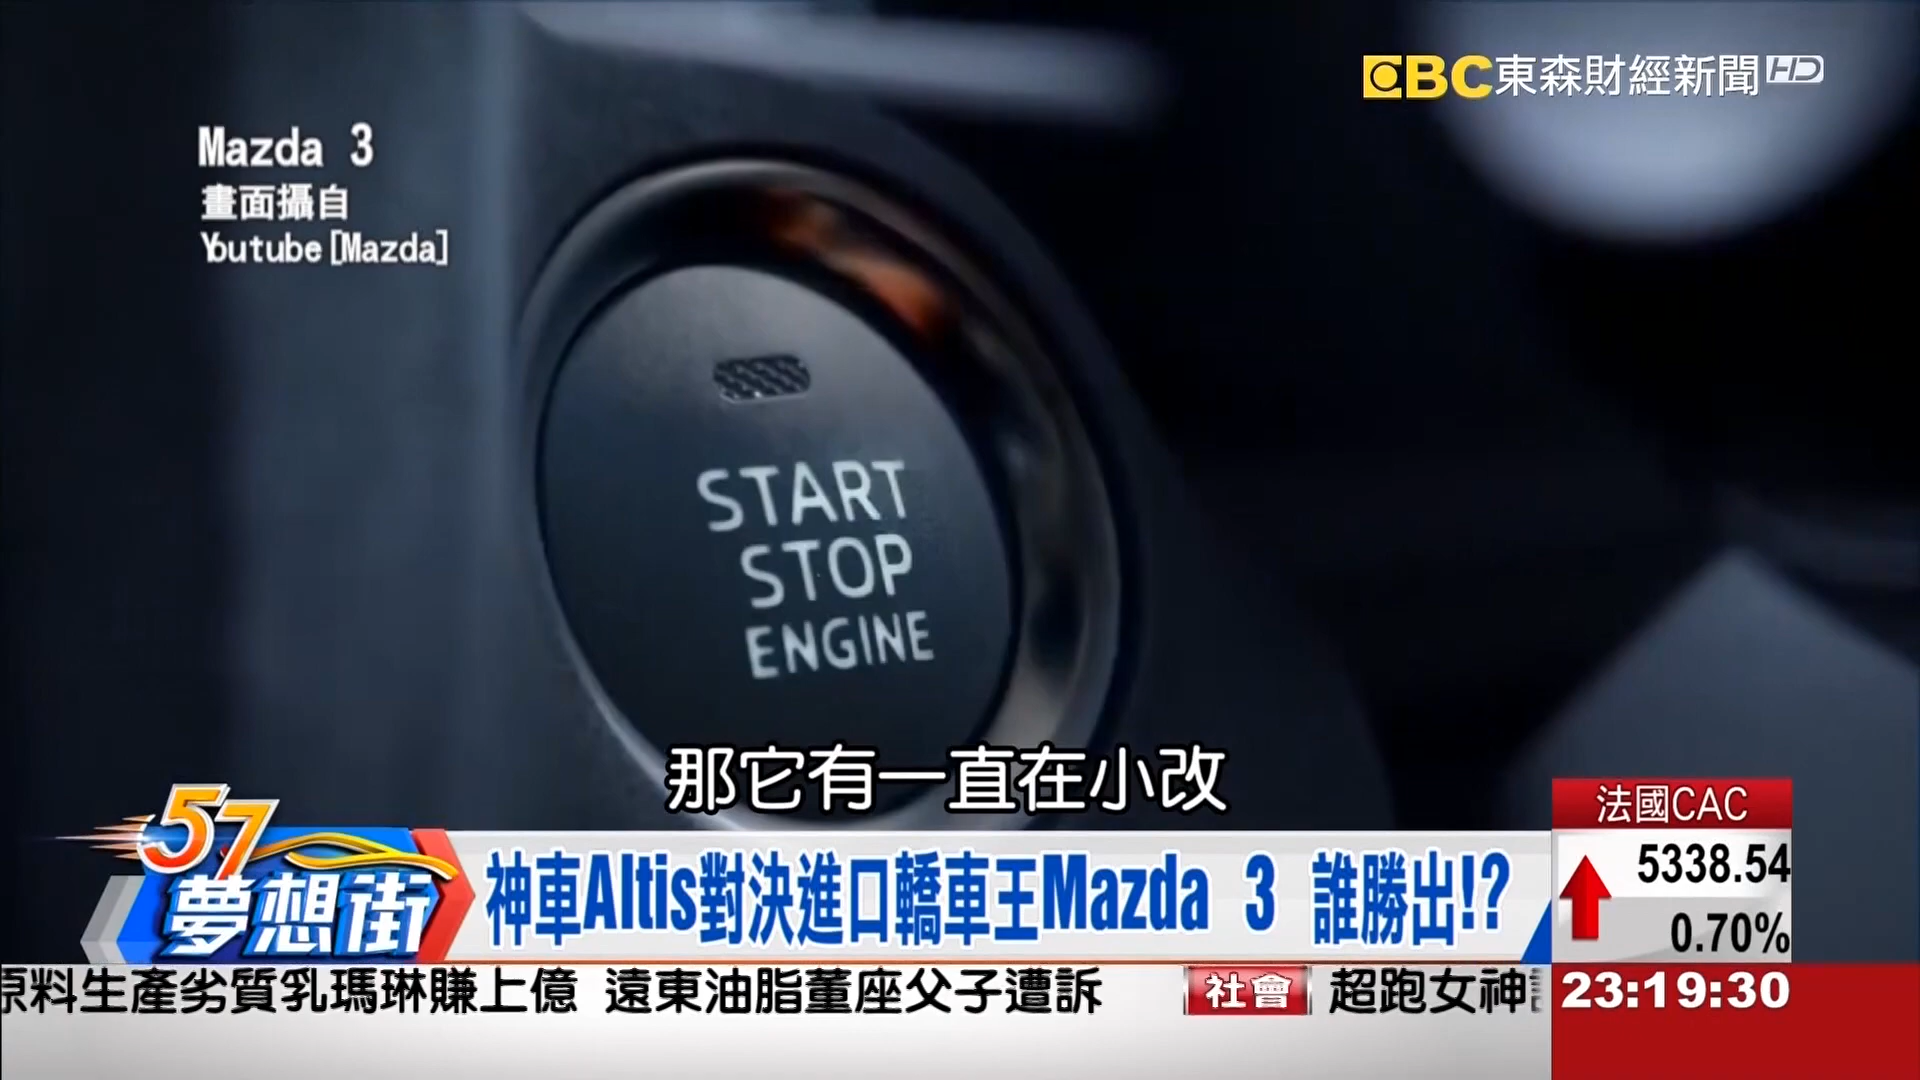 EBC東森財經新聞HD
Mazda 3
畫面攝自
Youtube[Mazda]
START
STOP
ENGINE
那它有一直在小改
57夢想街
神車Altis對決進口轎車王Mazda 3 誰勝出!?
法國CAC
5338.54
0.70%
原料生產劣質乳瑪琳賺上億 遠東油脂董座父子遭訴 社會 超跑女神
23:19:30